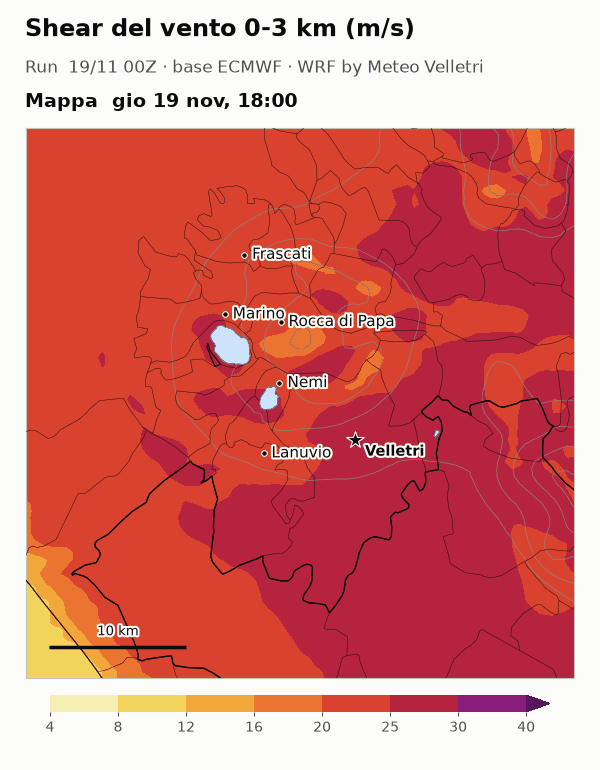 Shear del vento 0-3 km (m/s)
Run  19/11 00Z · base ECMWF · WRF by Meteo Velletri
Mappa  gio 19 nov, 18:00
Frascati
Marino
Rocca di Papa
Nemi
Velletri
Lanuvio
10 km
4 8 12 16 20 25 30 40